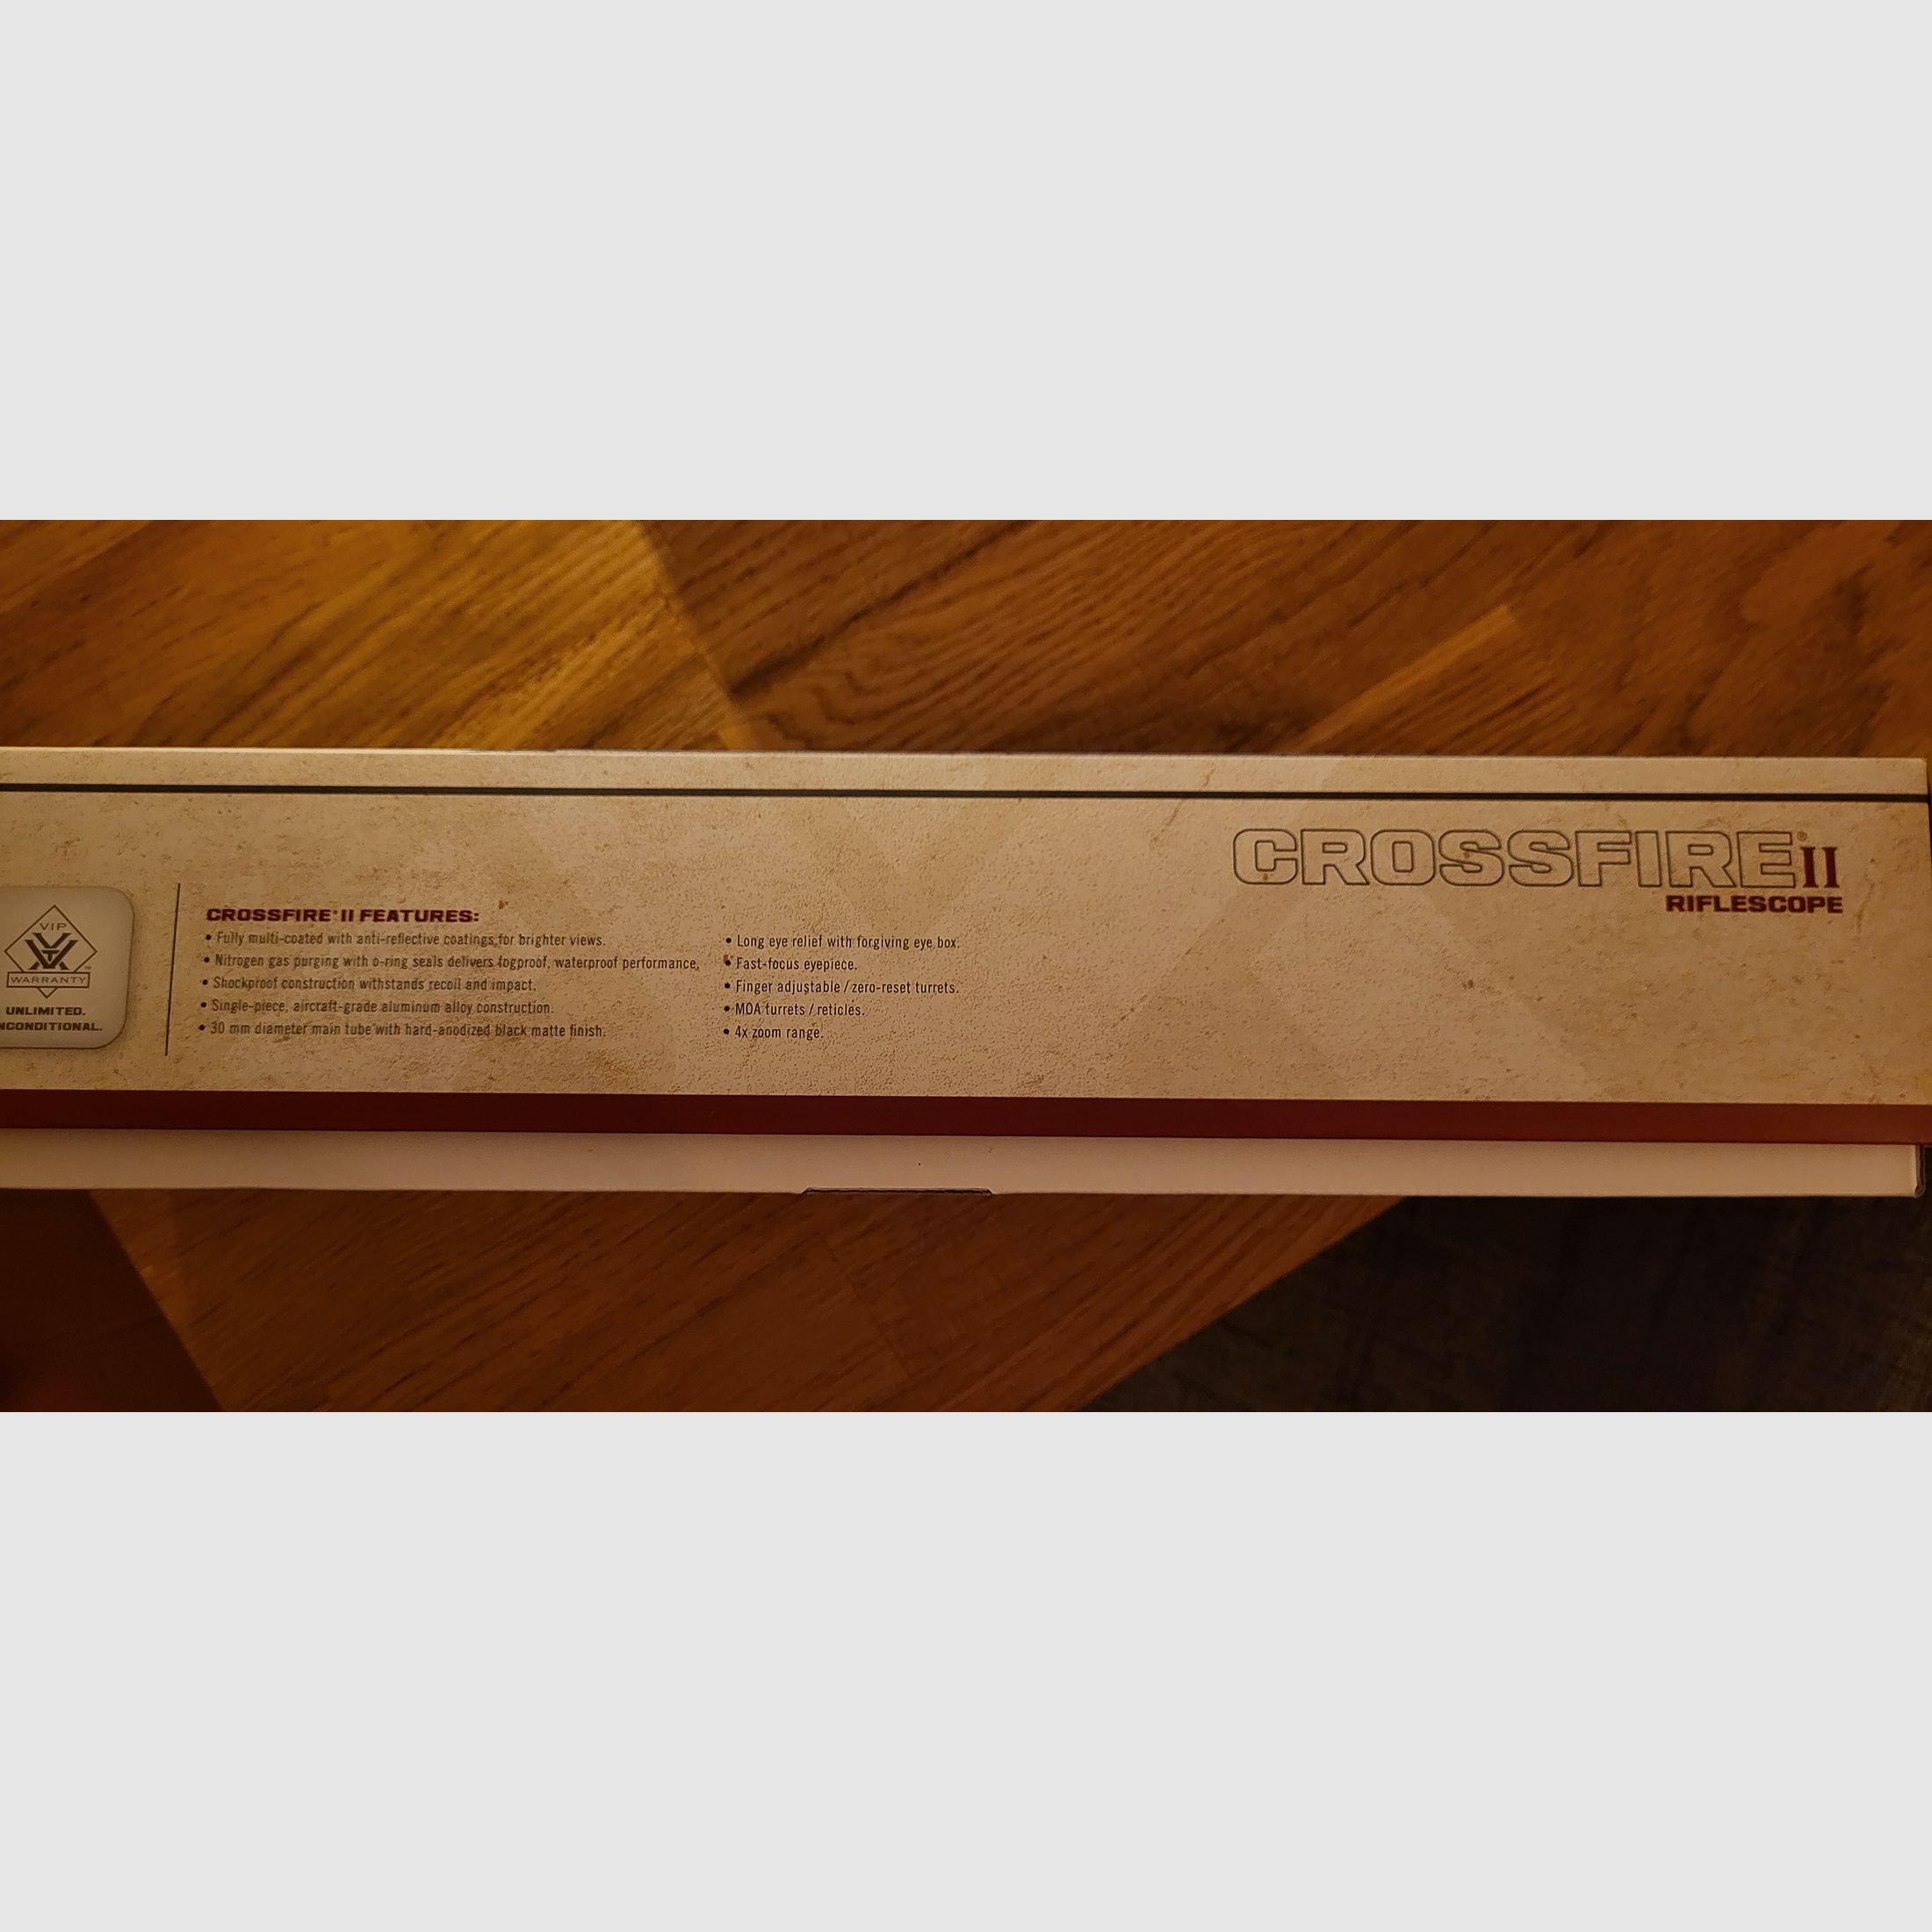 CROSSFIRE® II
RIFLESCOPE
VIP
VTX
WARRANTY™
UNLIMITED.
NCONDITIONAL.
CROSSFIRE® II FEATURES:
• Fully multi-coated with anti-reflective coatings for brighter views.
• Nitrogen gas purging with o-ring seals delivers fogproof, waterproof performance.
• Shockproof construction withstands recoil and impact.
• Single-piece, aircraft-grade aluminum alloy construction.
• 30 mm diameter main tube with hard-anodized black matte finish.
• Long eye relief with forgiving eye box.
• Fast-focus eyepiece.
• Finger adjustable / zero-reset turrets.
• MOA turrets / reticles.
• 4x zoom range.